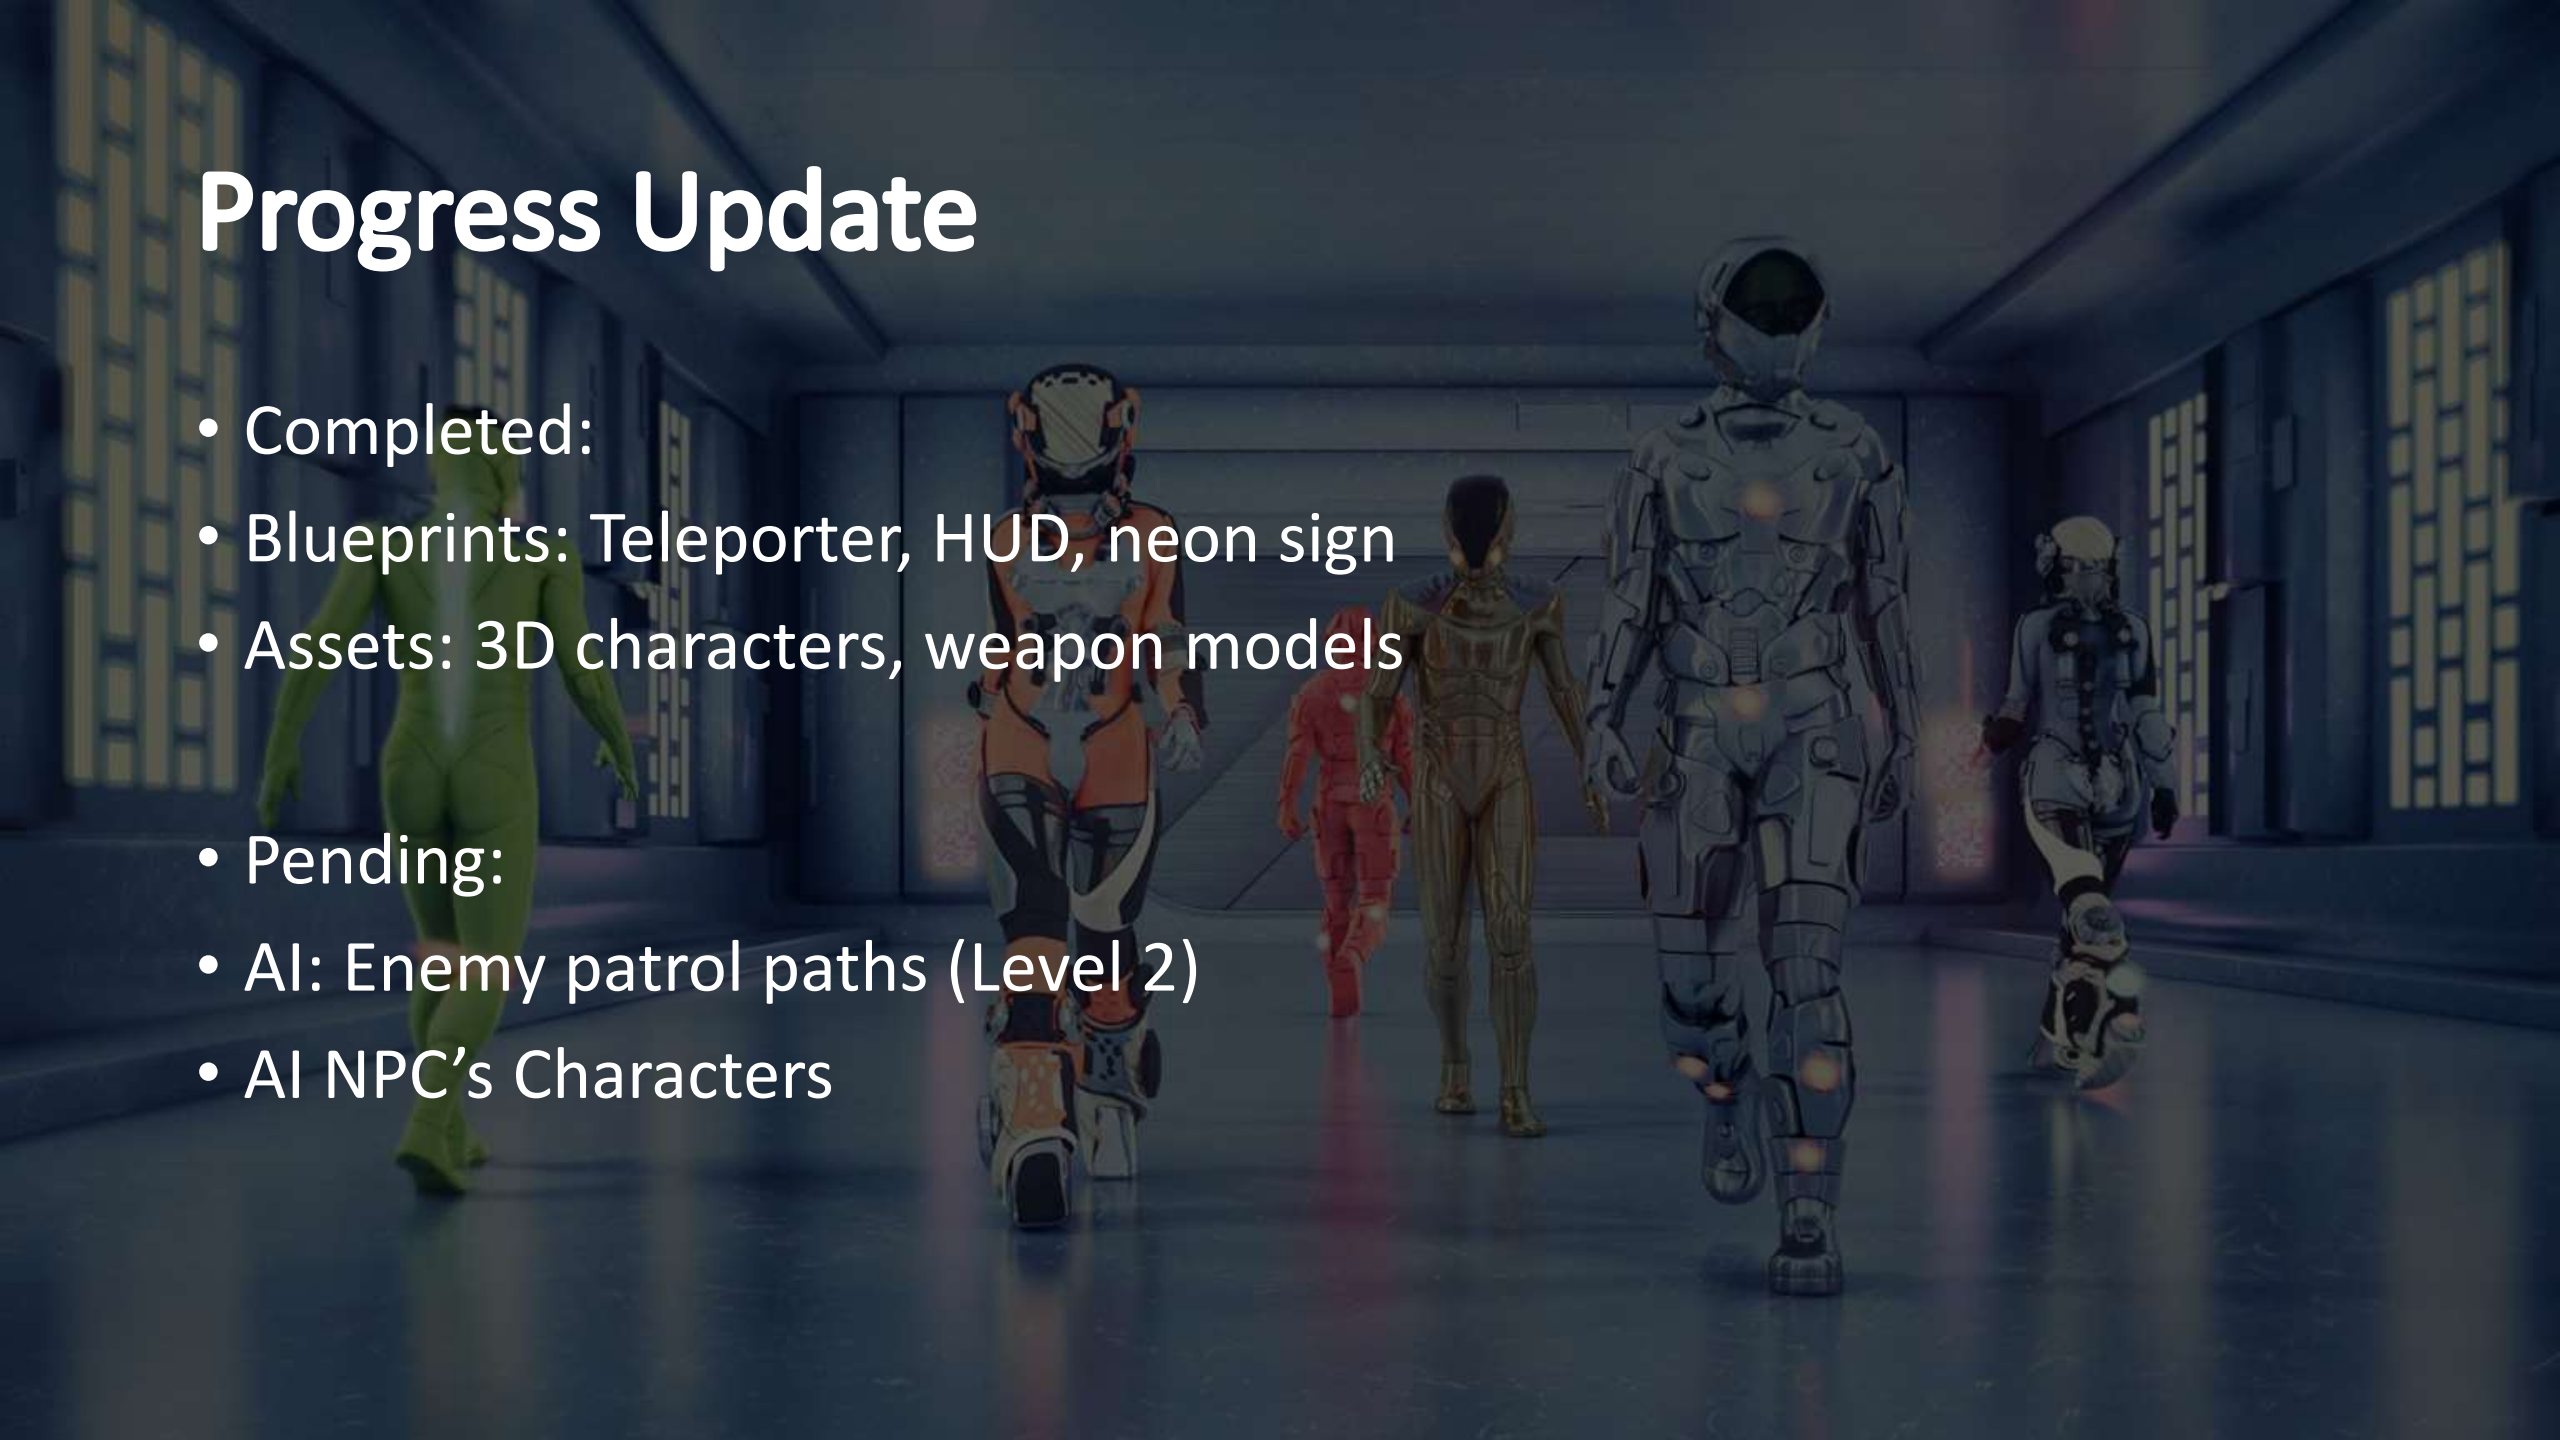 Progress Update
• Completed:
• Blueprints: Teleporter, HUD, neon sign
• Assets: 3D characters, weapon models
• Pending:
• AI: Enemy patrol paths (Level 2)
• AI NPC’s Characters